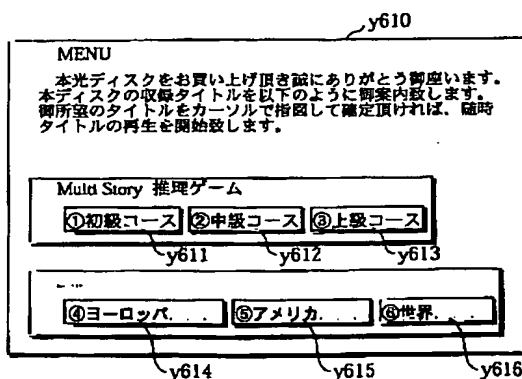 y610
MENU
本光ディスクをお買い上げ頂き誠にありがとう御座います。
本ディスクの収録タイトルを以下のように御案内致します。
御所望のタイトルをカーソルで指図して確定頂ければ、随時
タイトルの再生を開始致します。
Multi Story 推理ゲーム
①初級コース ②中級コース ③上級コース
y611 y612 y613
④ヨーロッパ. . . ⑤アメリカ. . . ⑥世界. . .
y614 y615 y616